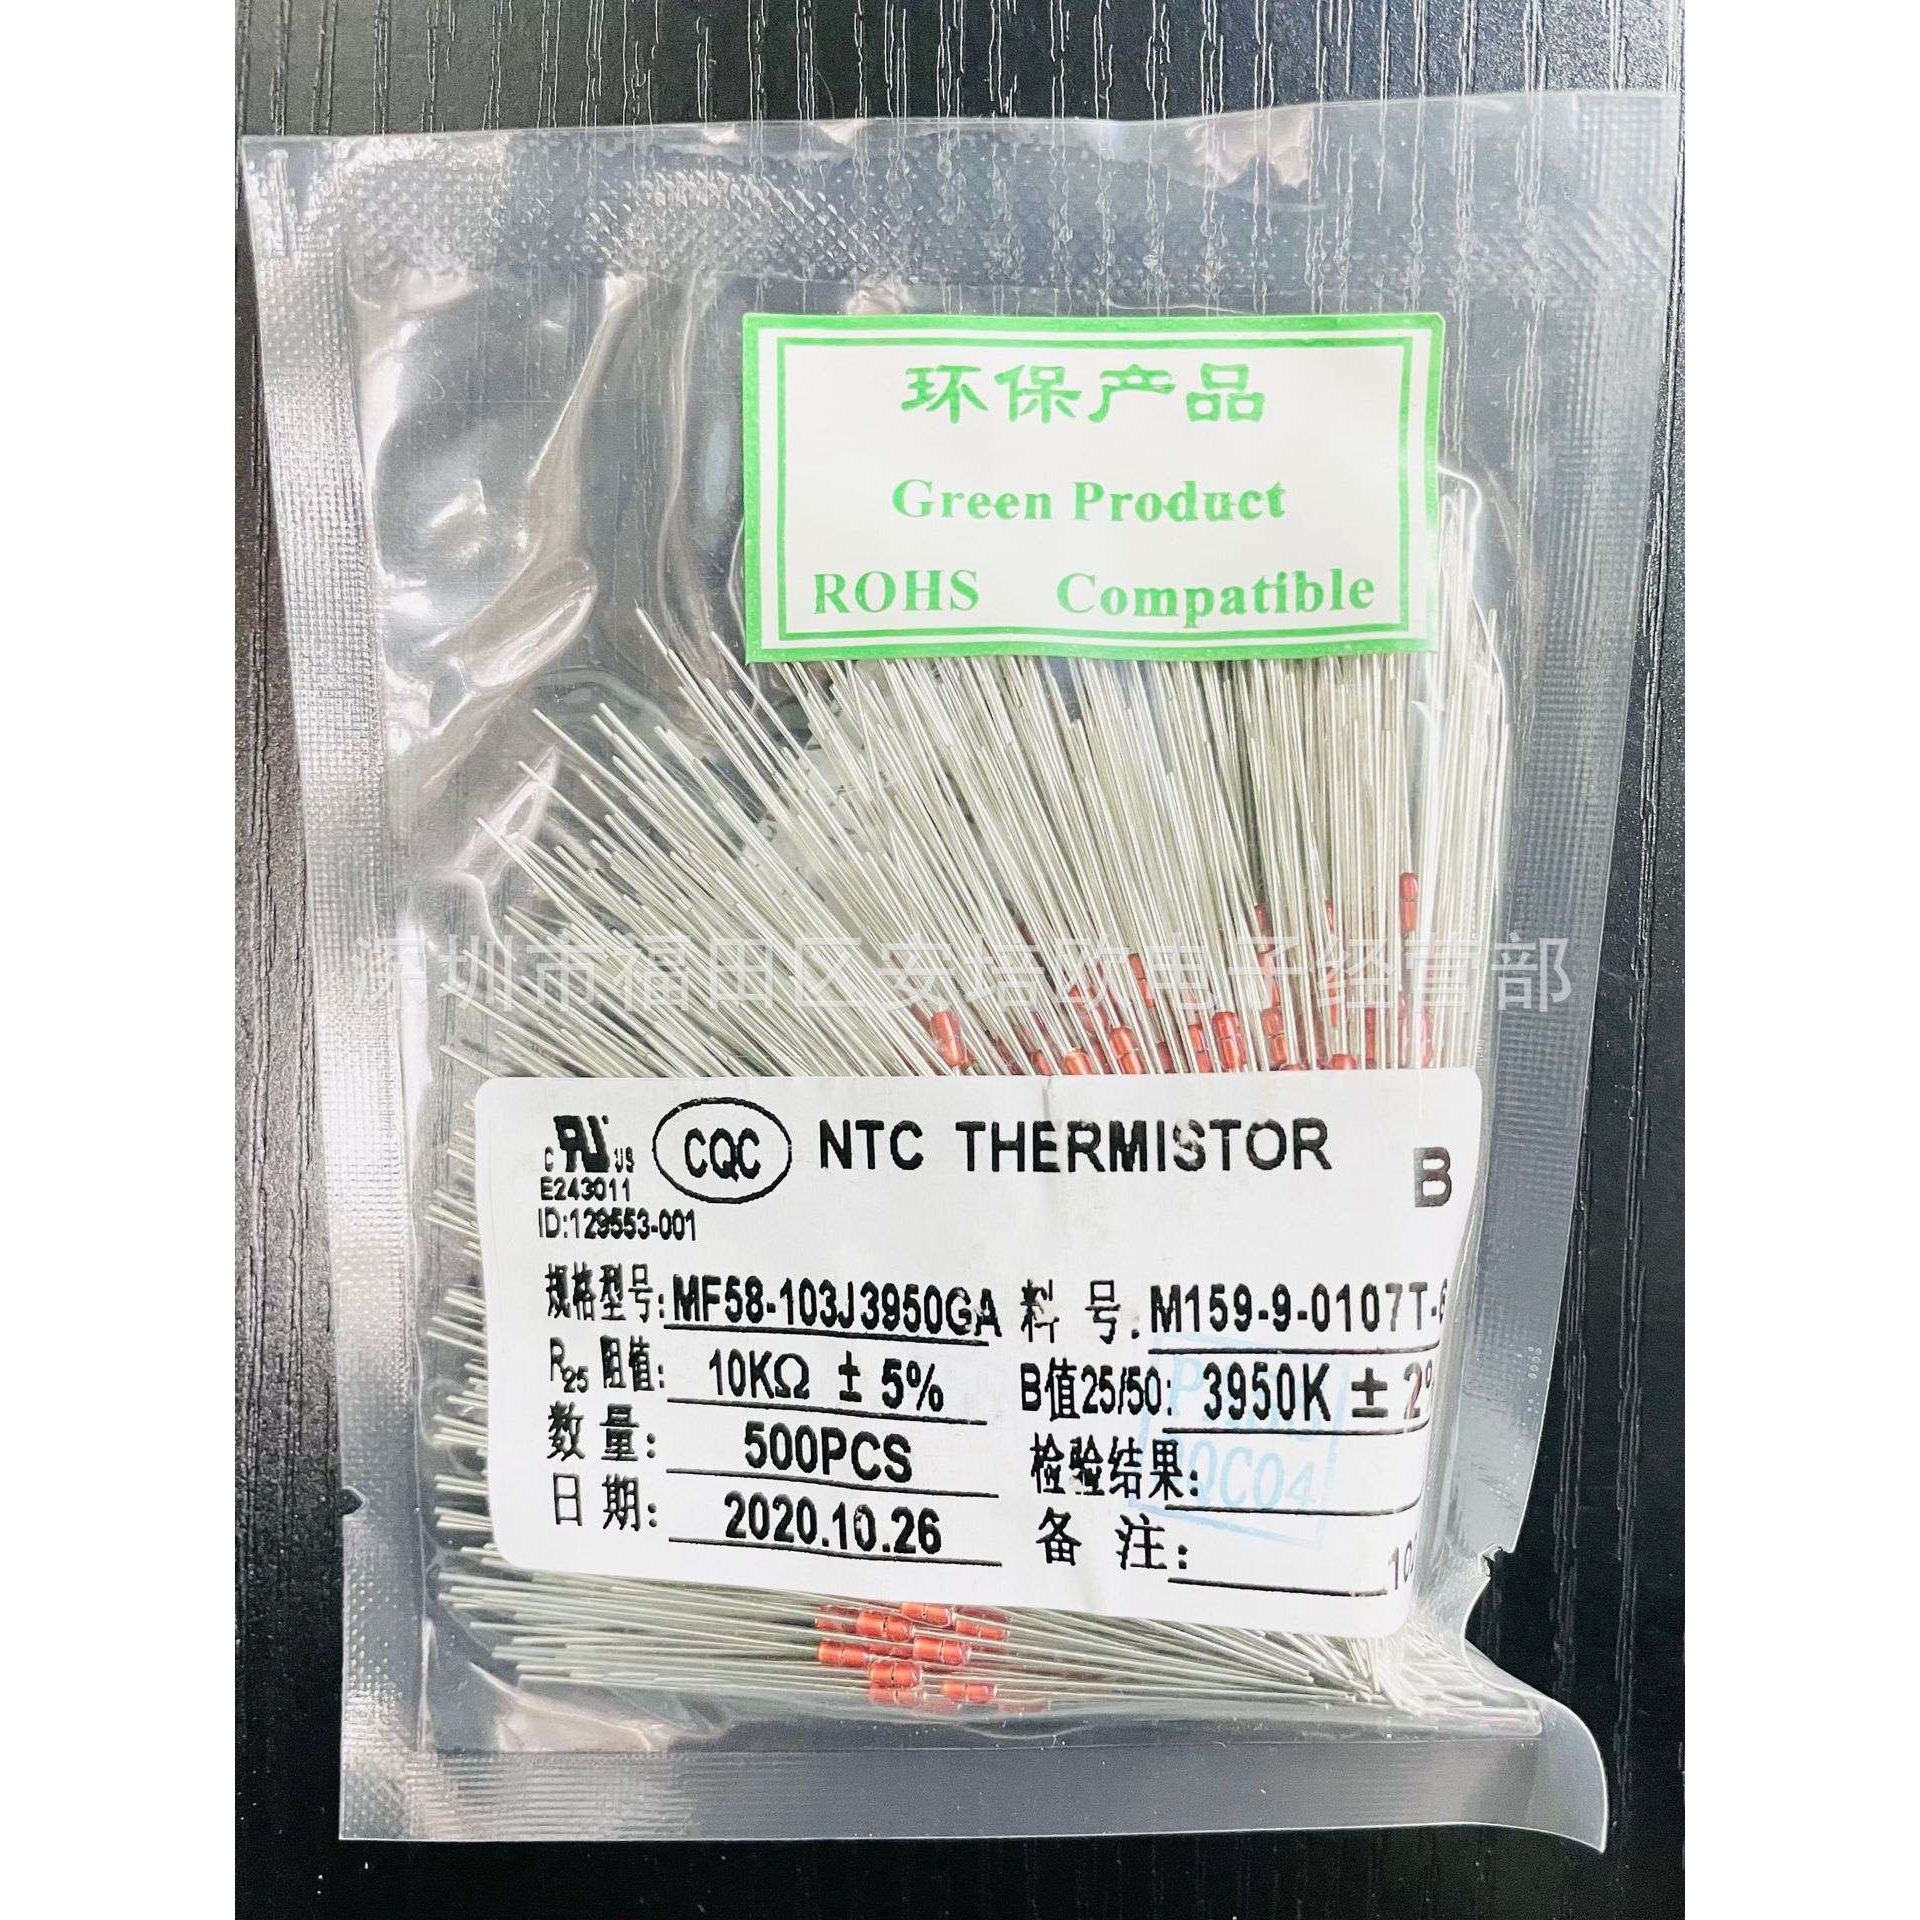 环保产品
Green Product
ROHS Compatible
深圳市福田区安培欧电子经营部
C US CQC NTC THERMISTOR B
E243011
ID:129553-001
规格型号: MF58-103J3950GA 料 号: M159-9-0107T-
R25 阻值: 10KΩ ± 5% B值25/50: 3950K ± 2%
数 量: 500PCS 检验结果: QC04
日 期: 2020.10.26 备 注: